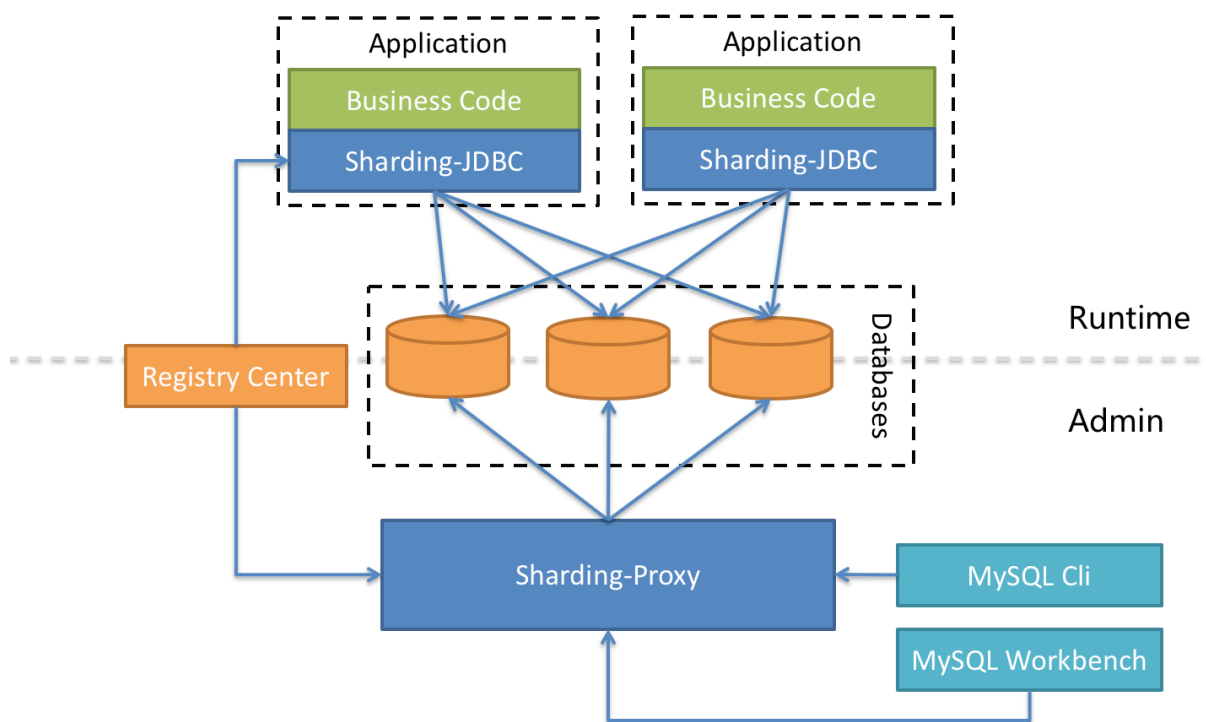 Application
Business Code
Sharding-JDBC
Application
Business Code
Sharding-JDBC
Databases
Runtime
Registry Center
Admin
Sharding-Proxy
MySQL Cli
MySQL Workbench